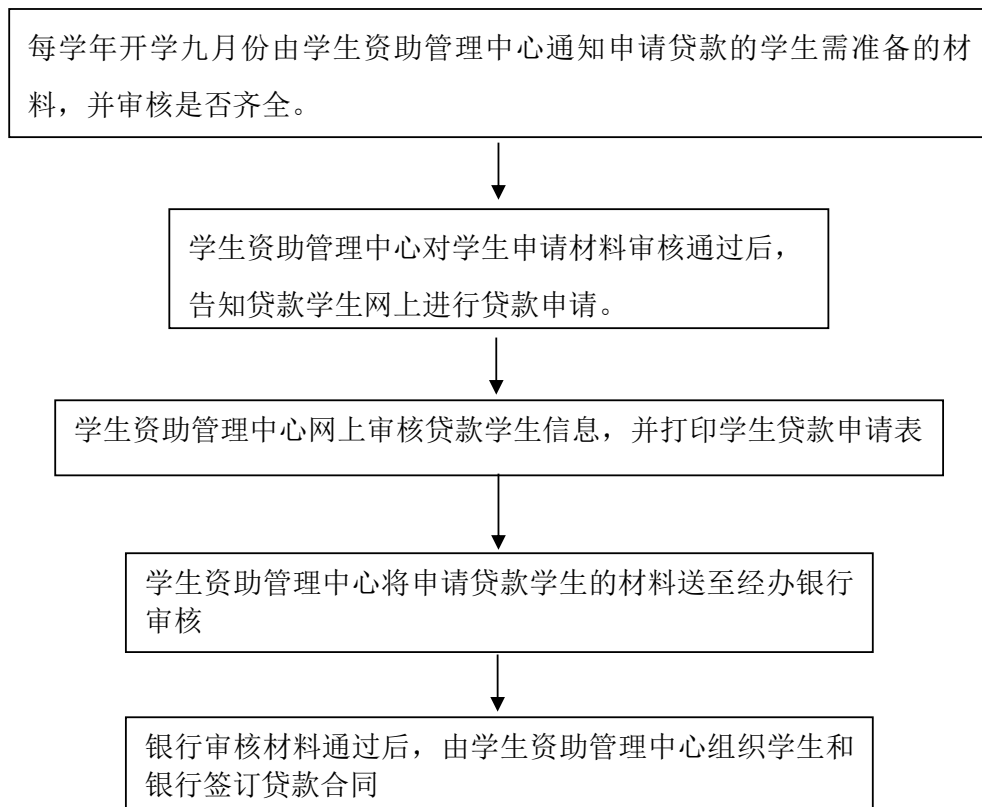 每学年开学九月份由学生资助管理中心通知申请贷款的学生需准备的材
料，并审核是否齐全。
学生资助管理中心对学生申请材料审核通过后，
告知贷款学生网上进行贷款申请。
学生资助管理中心网上审核贷款学生信息，并打印学生贷款申请表
学生资助管理中心将申请贷款学生的材料送至经办银行
审核
银行审核材料通过后，由学生资助管理中心组织学生和
银行签订贷款合同